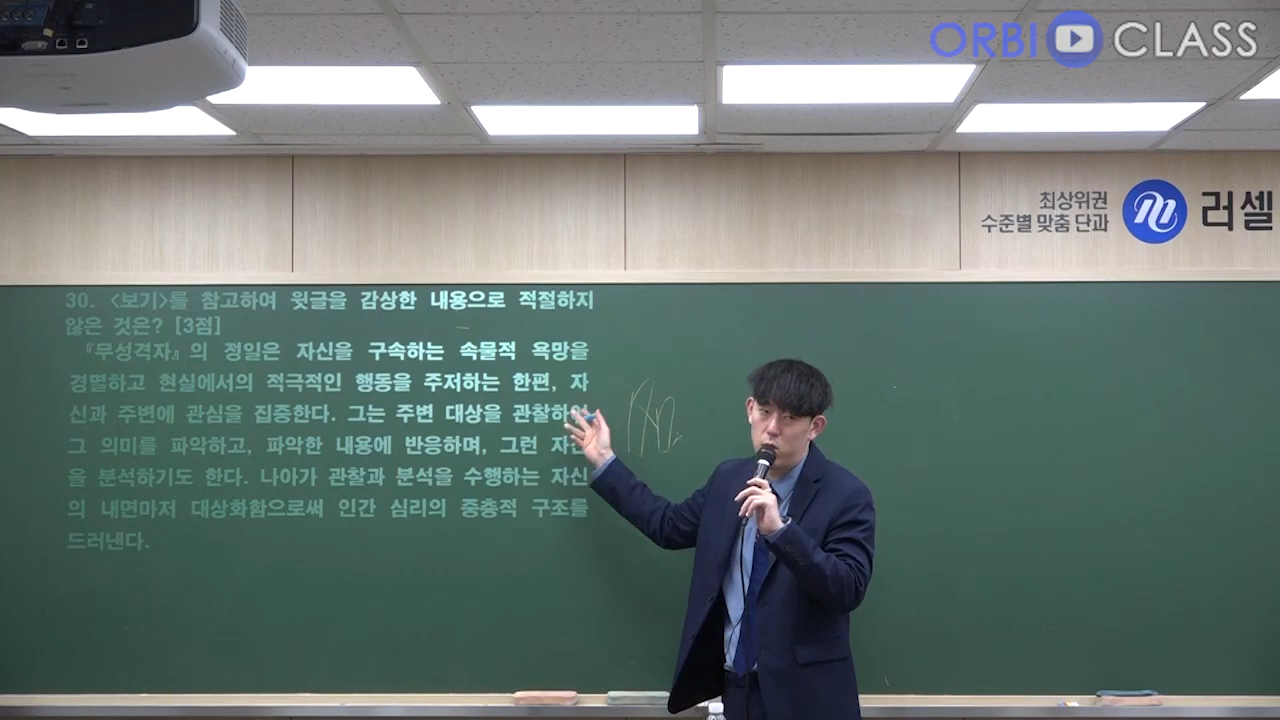 ORBI CLASS
최상위권
수준별 맞춤 단과
러셀
30. <보기>를 참고하여 윗글을 감상한 내용으로 적절하지
않은 것은? [3점]
『무성격자』의 정일은 자신을 구속하는 속물적 욕망을
경멸하고 현실에서의 적극적인 행동을 주저하는 한편, 자
신과 주변에 관심을 집중한다. 그는 주변 대상을 관찰하여
그 의미를 파악하고, 파악한 내용에 반응하며, 그런 자신
을 분석하기도 한다. 나아가 관찰과 분석을 수행하는 자신
의 내면마저 대상화함으로써 인간 심리의 중층적 구조를
드러낸다.